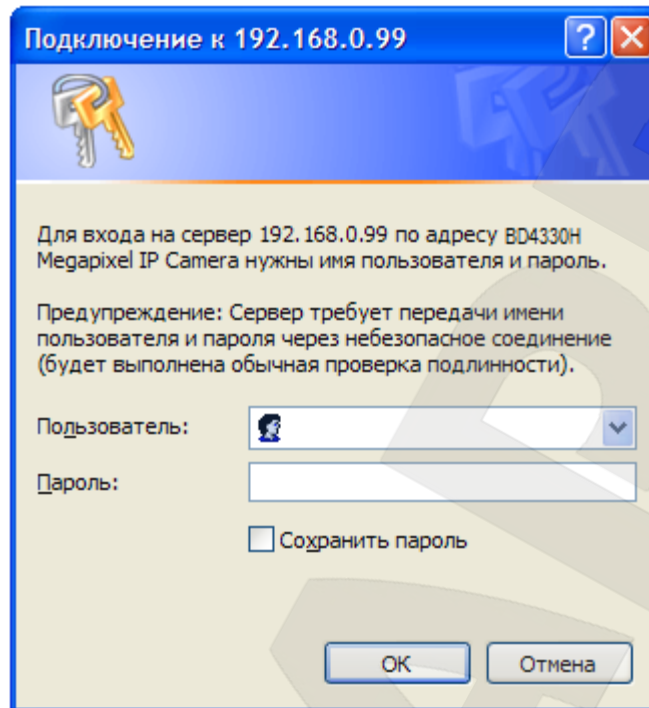 Подключение к 192.168.0.99
Для входа на сервер 192.168.0.99 по адресу BD4330H
Megapixel IP Camera нужны имя пользователя и пароль.
Предупреждение: Сервер требует передачи имени
пользователя и пароля через небезопасное соединение
(будет выполнена обычная проверка подлинности).
Пользователь:
Пароль:
Сохранить пароль
ОК
Отмена